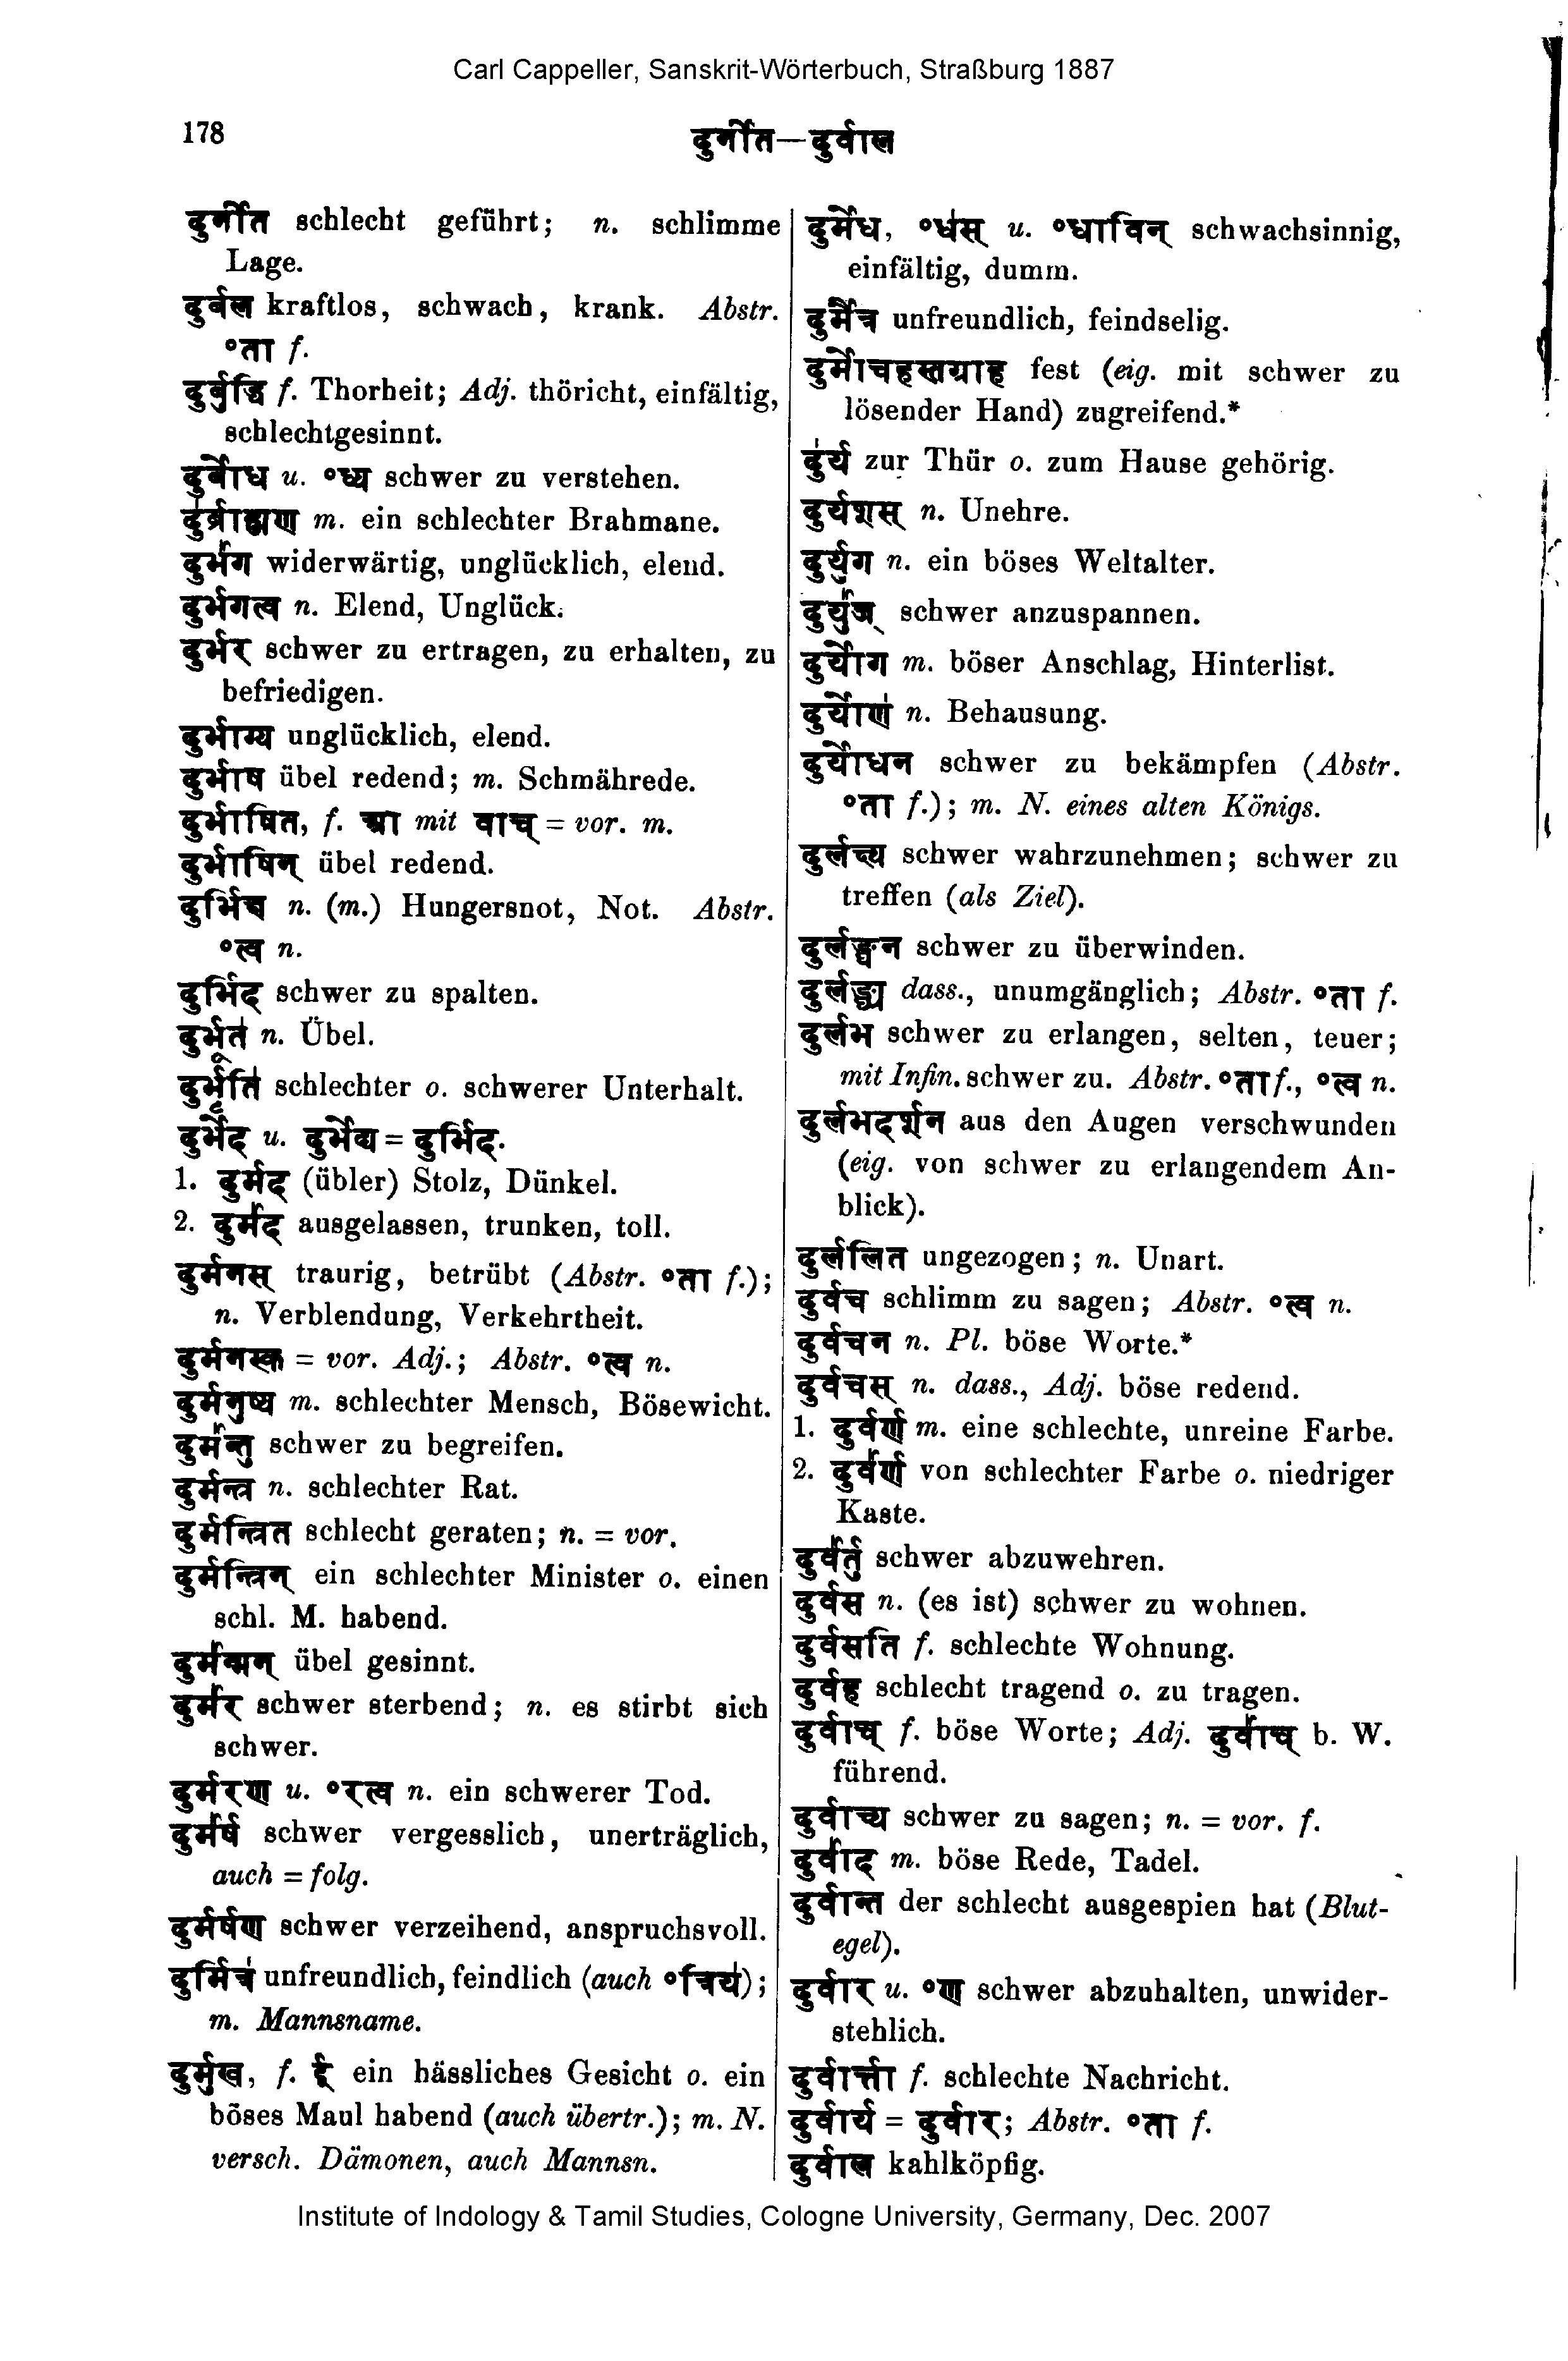 Carl Cappeller, Sanskrit-Wörterbuch, Straßburg 1887
178
दुर्नीत—दुर्वाल
दुर्नीत schlecht geführt; n. schlimme
Lage.
दुर्बल kraftlos, schwach, krank. Abstr.
°ता f.
दुर्बुद्धि f. Thorheit; Adj. thöricht, einfältig,
schlechtgesinnt.
दुर्बोध u. °ध्य schwer zu verstehen.
दुर्ब्राह्मण m. ein schlechter Brahmane.
दुर्भग widerwärtig, unglücklich, elend.
दुर्भगत्व n. Elend, Unglück.
दुर्भर schwer zu ertragen, zu erhalten, zu
befriedigen.
दुर्भाग्य unglücklich, elend.
दुर्भाष übel redend; m. Schmährede.
दुर्भाषित, f. आ mit वाच् = vor. m.
दुर्भाषिन् übel redend.
दुर्भिक्ष n. (m.) Hungersnot, Not. Abstr.
°त्व n.
दुर्भिद् schwer zu spalten.
दुर्भूत॑ n. Übel.
दुर्भृति॑ schlechter o. schwerer Unterhalt.
दुर्भेद् u. दुर्भेद्य = दुर्भिद्.
1. दुर्मद् (übler) Stolz, Dünkel.
2. दुर्म॑द् ausgelassen, trunken, toll.
दुर्मनस् traurig, betrübt (Abstr. °ता f.);
n. Verblendung, Verkehrtheit.
दुर्मनस्क = vor. Adj.; Abstr. °त्व n.
दुर्मनुष्य m. schlechter Mensch, Bösewicht.
दुर्म॑न्तु schwer zu begreifen.
दुर्मन्त्र n. schlechter Rat.
दुर्मन्त्रित schlecht geraten; n. = vor.
दुर्मन्त्रिन् ein schlechter Minister o. einen
schl. M. habend.
दुर्म॑न्मन् übel gesinnt.
दुर्म॑र schwer sterbend; n. es stirbt sich
schwer.
दुर्मरण u. °रत्व n. ein schwerer Tod.
दुर्म॑र्ष schwer vergesslich, unerträglich,
auch = folg.
दुर्मर्षण schwer verzeihend, anspruchsvoll.
दुर्मित्र॑ unfreundlich, feindlich (auch °त्रिय॑);
m. Mannsname.
दुर्मुख, f. ई ein hässliches Gesicht o. ein
böses Maul habend (auch übertr.); m. N.
versch. Dämonen, auch Mannsn.
दुर्मेध, °ध॑स् u. °धाविन् schwachsinnig,
einfältig, dumm.
दुर्मैत्र unfreundlich, feindselig.
दुर्मोचहस्तग्राह fest (eig. mit schwer zu
lösender Hand) zugreifend.*
दु॑र्य zur Thür o. zum Hause gehörig.
दुर्यशस् n. Unehre.
दुर्युग n. ein böses Weltalter.
दुर्यु॑ज् schwer anzuspannen.
दुर्योग m. böser Anschlag, Hinterlist.
दुर्योण॑ n. Behausung.
दुर्योधन schwer zu bekämpfen (Abstr.
°ता f.); m. N. eines alten Königs.
दुर्लक्ष्य schwer wahrzunehmen; schwer zu
treffen (als Ziel).
दुर्लङ्घन schwer zu überwinden.
दुर्लङ्घ्य dass., unumgänglich; Abstr. °ता f.
दुर्लभ schwer zu erlangen, selten, teuer;
mit Infin. schwer zu. Abstr. °ता f., °त्व n.
दुर्लभदर्शन aus den Augen verschwunden
(eig. von schwer zu erlangendem An-
blick).
दुर्ललित ungezogen; n. Unart.
दुर्वच schlimm zu sagen; Abstr. °त्व n.
दुर्वचन n. Pl. böse Worte.*
दुर्वचस् n. dass., Adj. böse redend.
1. दुर्वर्ण m. eine schlechte, unreine Farbe.
2. दुर्व॑र्ण von schlechter Farbe o. niedriger
Kaste.
दुर्व॑र्तु schwer abzuwehren.
दुर्वस n. (es ist) schwer zu wohnen.
दुर्वसति f. schlechte Wohnung.
दुर्वह schlecht tragend o. zu tragen.
दुर्वाच् f. böse Worte; Adj. दुर्वा॑च् b. W.
führend.
दुर्वाच्य schwer zu sagen; n. = vor. f.
दुर्वाद् m. böse Rede, Tadel.
दुर्वान्त der schlecht ausgespien hat (Blut-
egel).
दुर्वार u. °ण schwer abzuhalten, unwider-
stehlich.
दुर्वार्त्ता f. schlechte Nachricht.
दुर्वार्य = दुर्वार; Abstr. °ता f.
दुर्वाल kahlköpfig.
Institute of Indology & Tamil Studies, Cologne University, Germany, Dec. 2007